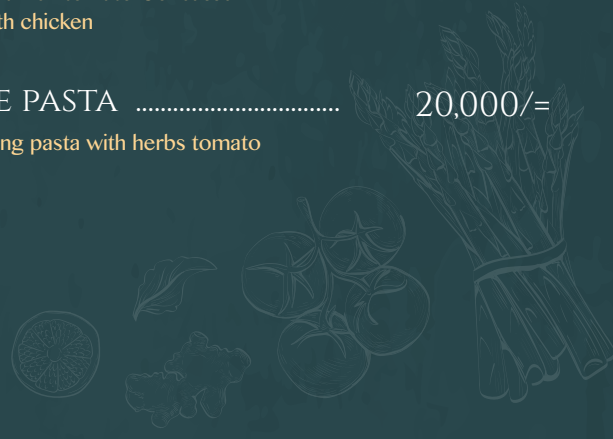 th chicken
E PASTA ................................. 20,000/=
ng pasta with herbs tomato